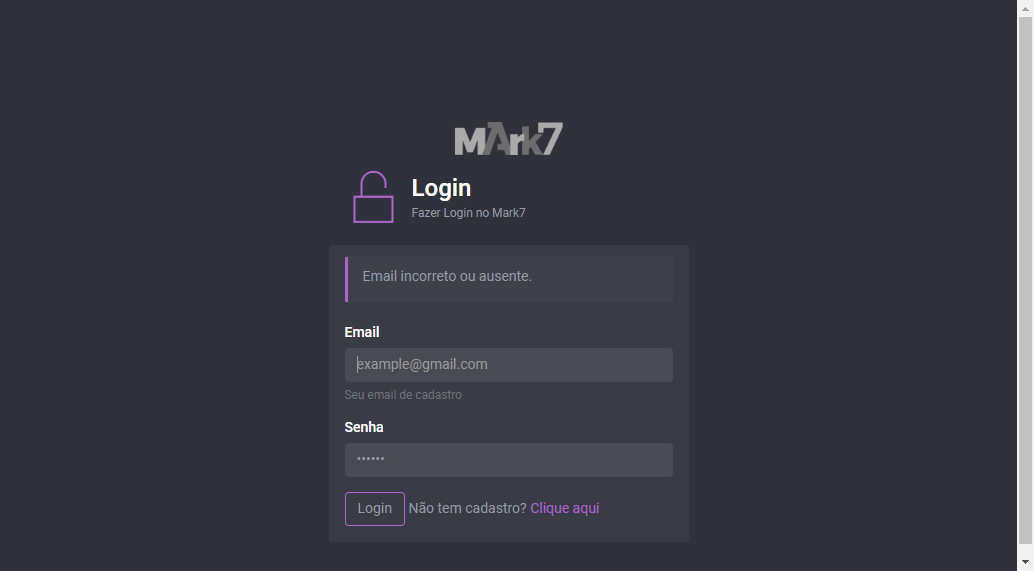 MArk7
Login
Fazer Login no Mark7
Email incorreto ou ausente.
Email
example@gmail.com
Seu email de cadastro
Senha
••••••
Login Não tem cadastro? Clique aqui